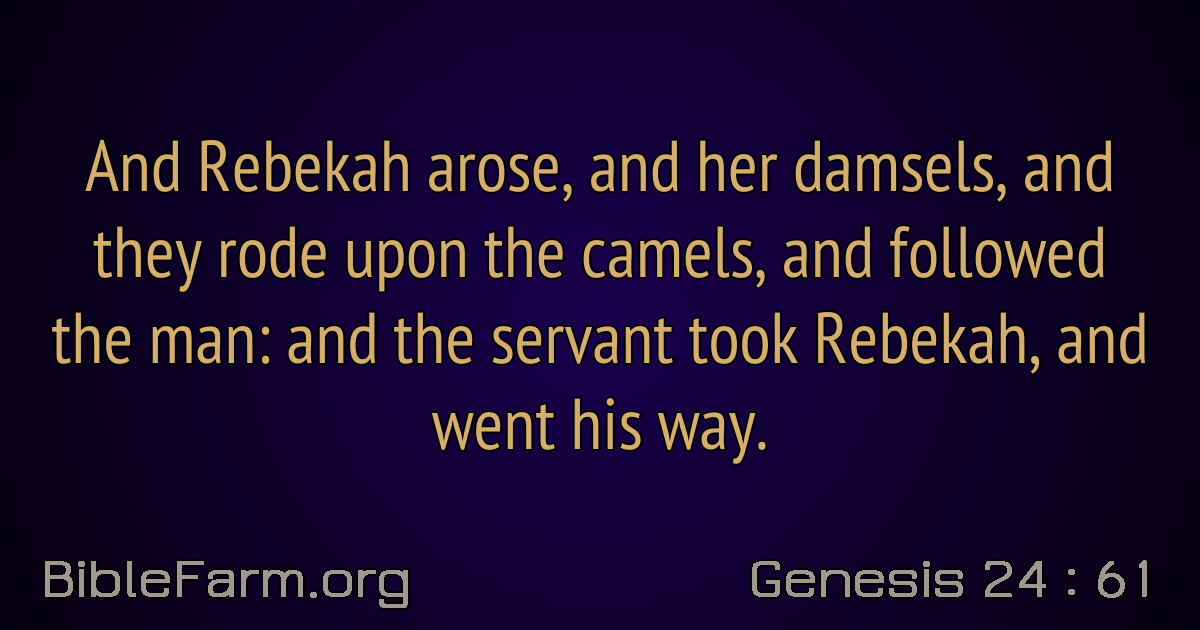 And Rebekah arose, and her damsels, and
they rode upon the camels, and followed
the man: and the servant took Rebekah, and
went his way.
BibleFarm.org
Genesis 24 : 61